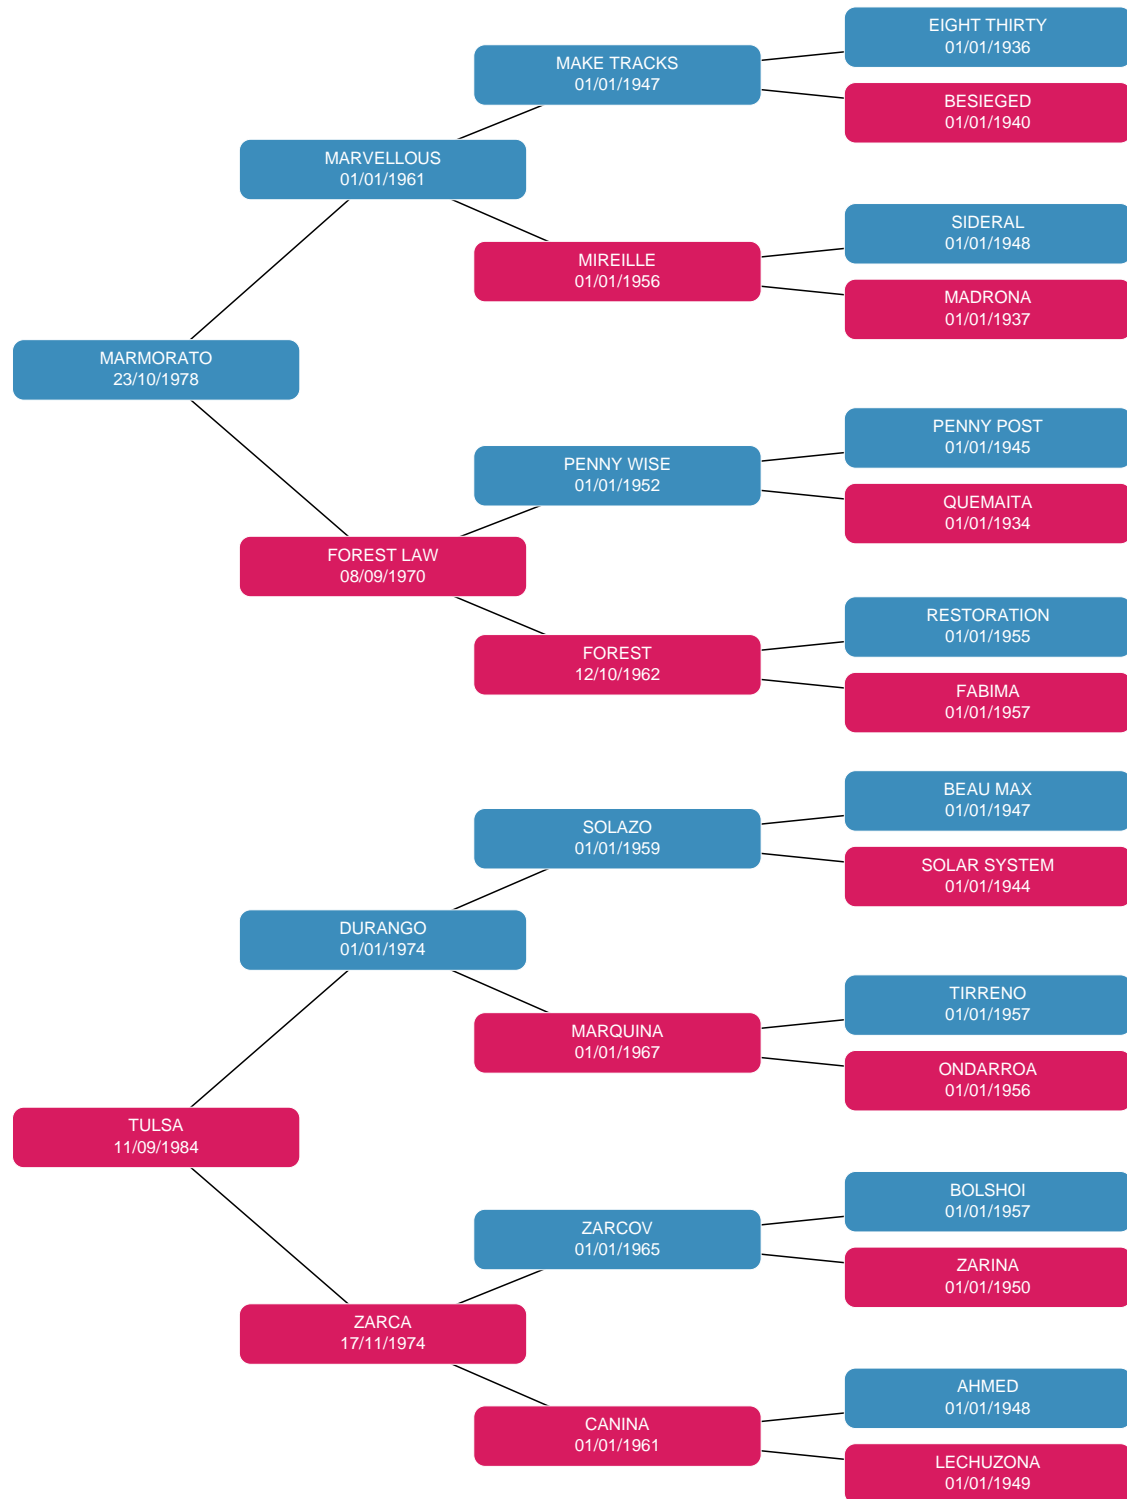 EIGHT THIRTY
01/01/1936
MAKE TRACKS
01/01/1947
BESIEGED
01/01/1940
MARVELLOUS
01/01/1961
SIDERAL
01/01/1948
MIREILLE
01/01/1956
MADRONA
01/01/1937
MARMORATO
23/10/1978
PENNY POST
01/01/1945
PENNY WISE
01/01/1952
QUEMAITA
01/01/1934
FOREST LAW
08/09/1970
RESTORATION
01/01/1955
FOREST
12/10/1962
FABIMA
01/01/1957
BEAU MAX
01/01/1947
SOLAZO
01/01/1959
SOLAR SYSTEM
01/01/1944
DURANGO
01/01/1974
TIRRENO
01/01/1957
MARQUINA
01/01/1967
ONDARROA
01/01/1956
TULSA
11/09/1984
BOLSHOI
01/01/1957
ZARCOV
01/01/1965
ZARINA
01/01/1950
ZARCA
17/11/1974
AHMED
01/01/1948
CANINA
01/01/1961
LECHUZONA
01/01/1949